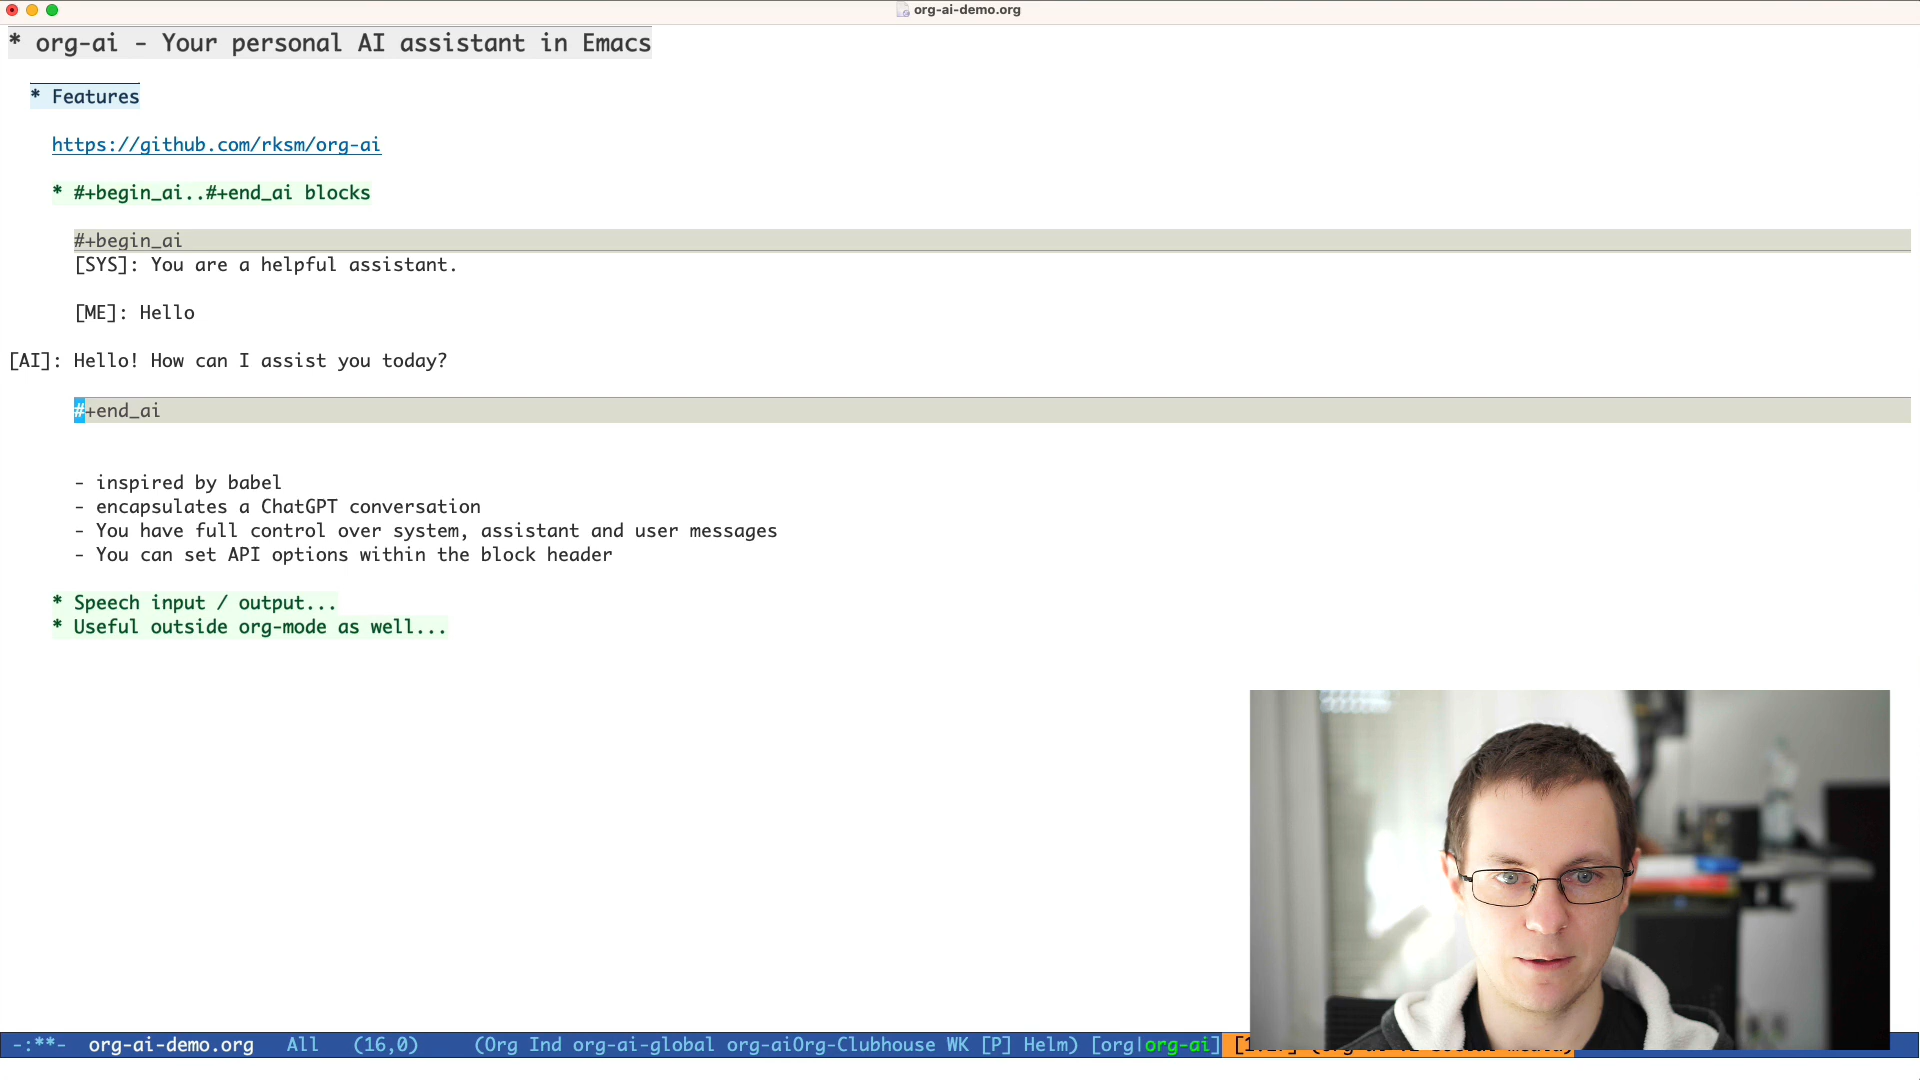 org-ai-demo.org
* org-ai - Your personal AI assistant in Emacs
* Features
https://github.com/rksm/org-ai
* #+begin_ai..#+end_ai blocks
#+begin_ai
[SYS]: You are a helpful assistant.
[ME]: Hello
[AI]: Hello! How can I assist you today?
#+end_ai
- inspired by babel
- encapsulates a ChatGPT conversation
- You have full control over system, assistant and user messages
- You can set API options within the block header
* Speech input / output...
* Useful outside org-mode as well...
-:**- org-ai-demo.org All (16,0) (Org Ind org-ai-global org-aiOrg-Clubhouse WK [P] Helm) [org|org-ai]